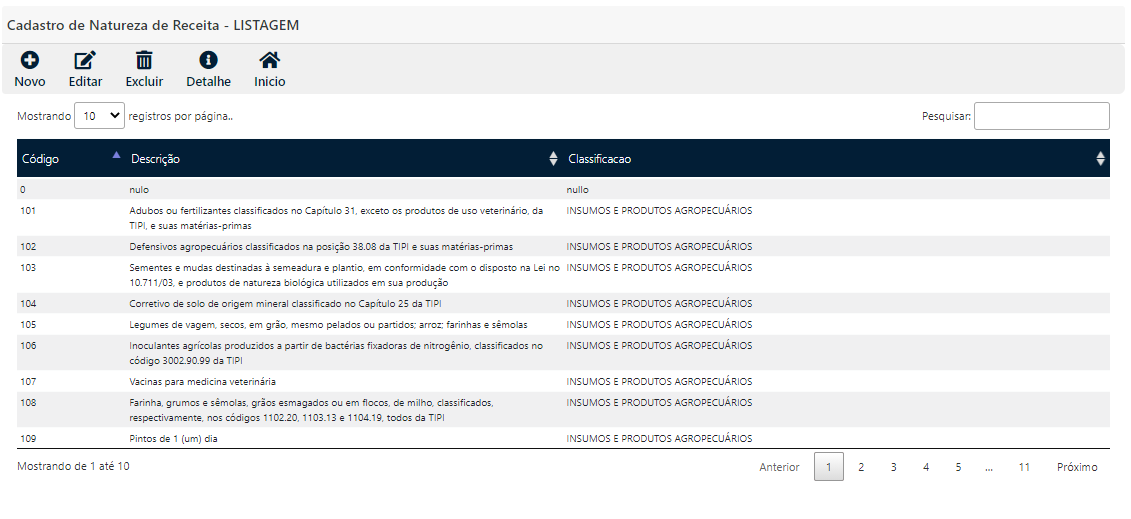 Cadastro de Natureza de Receita - LISTAGEM
Novo Editar Excluir Detalhe Inicio
Mostrando 10 registros por página.. Pesquisar:
Código Descrição Classificacao
0 nulo nullo
101 Adubos ou fertilizantes classificados no Capítulo 31, exceto os produtos de uso veterinário, da INSUMOS E PRODUTOS AGROPECUÁRIOS
TIPI, e suas matérias-primas
102 Defensivos agropecuários classificados na posição 38.08 da TIPI e suas matérias-primas INSUMOS E PRODUTOS AGROPECUÁRIOS
103 Sementes e mudas destinadas à semeadura e plantio, em conformidade com o disposto na Lei no INSUMOS E PRODUTOS AGROPECUÁRIOS
10.711/03, e produtos de natureza biológica utilizados em sua produção
104 Corretivo de solo de origem mineral classificado no Capítulo 25 da TIPI INSUMOS E PRODUTOS AGROPECUÁRIOS
105 Legumes de vagem, secos, em grão, mesmo pelados ou partidos; arroz; farinhas e sêmolas INSUMOS E PRODUTOS AGROPECUÁRIOS
106 Inoculantes agrícolas produzidos a partir de bactérias fixadoras de nitrogênio, classificados no INSUMOS E PRODUTOS AGROPECUÁRIOS
código 3002.90.99 da TIPI
107 Vacinas para medicina veterinária INSUMOS E PRODUTOS AGROPECUÁRIOS
108 Farinha, grumos e sêmolas, grãos esmagados ou em flocos, de milho, classificados, INSUMOS E PRODUTOS AGROPECUÁRIOS
respectivamente, nos códigos 1102.20, 1103.13 e 1104.19, todos da TIPI
109 Pintos de 1 (um) dia INSUMOS E PRODUTOS AGROPECUÁRIOS
Mostrando de 1 até 10 Anterior 1 2 3 4 5 ... 11 Próximo